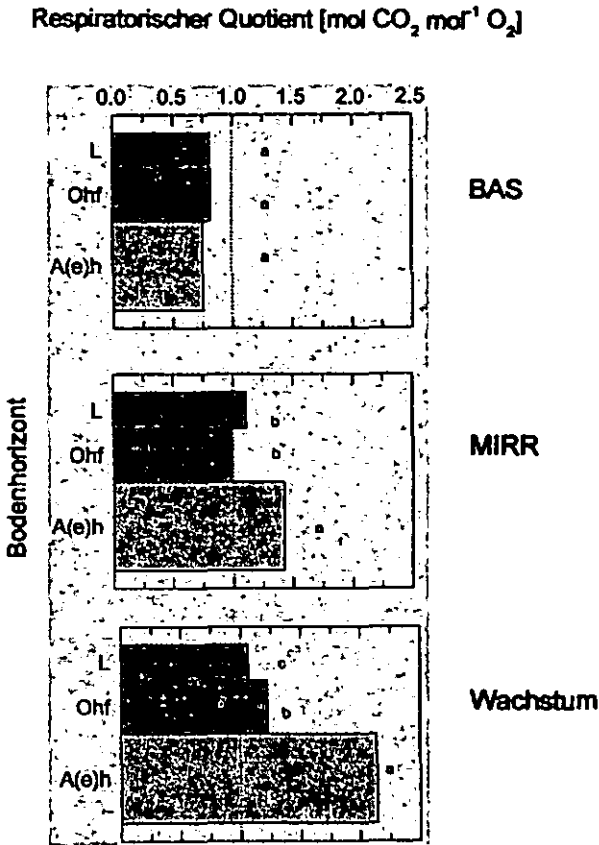 Respiratorischer Quotient [mol CO₂ mol⁻¹ O₂]
0.0 0.5 1.0 1.5 2.0 2.5
L a
Ohf a
A(e)h a
BAS
L b
Ohf b
A(e)h a
MIRR
L c
Ohf b
A(e)h a
Wachstum
Bodenhorizont